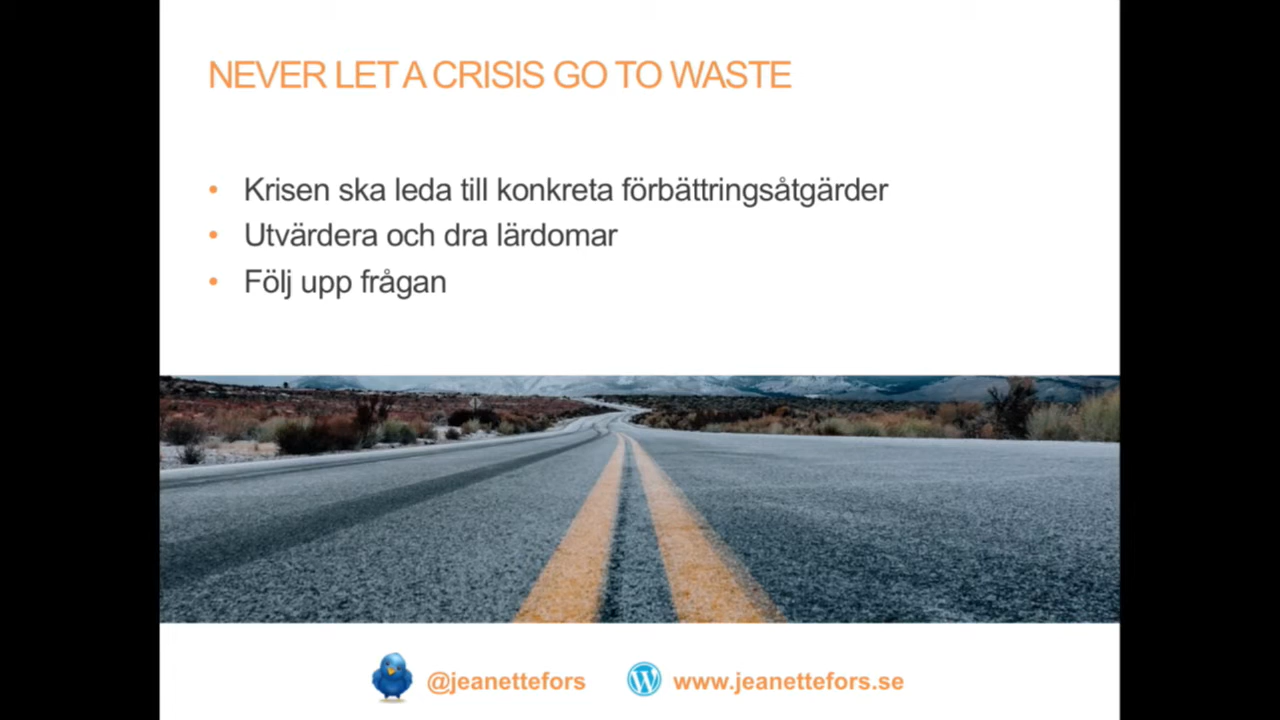 NEVER LET A CRISIS GO TO WASTE
• Krisen ska leda till konkreta förbättringsåtgärder
• Utvärdera och dra lärdomar
• Följ upp frågan
@jeanettefors www.jeanettefors.se